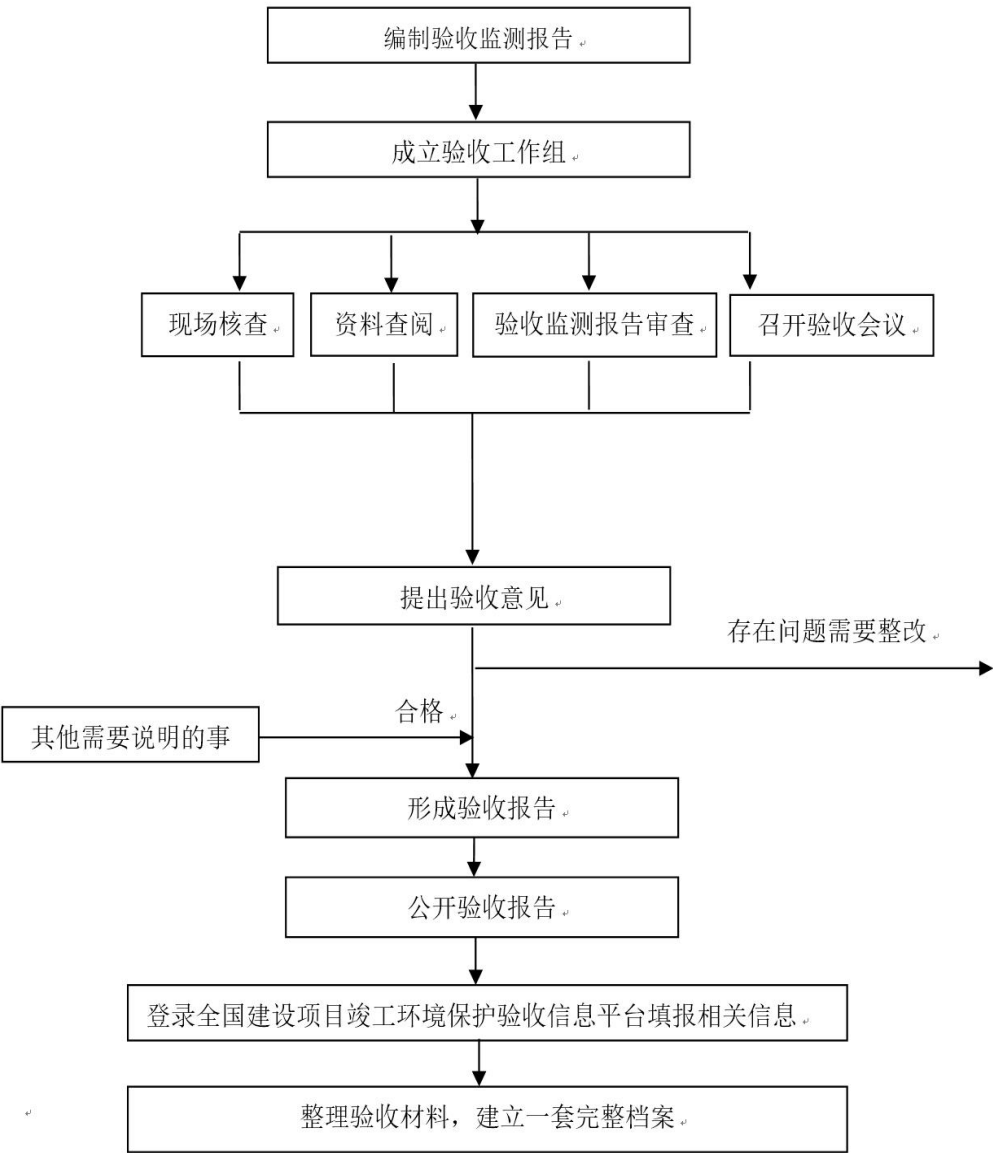 编制验收监测报告
成立验收工作组
现场核查
资料查阅
验收监测报告审查
召开验收会议
提出验收意见
存在问题需要整改
合格
其他需要说明的事
形成验收报告
公开验收报告
登录全国建设项目竣工环境保护验收信息平台填报相关信息
整理验收材料，建立一套完整档案